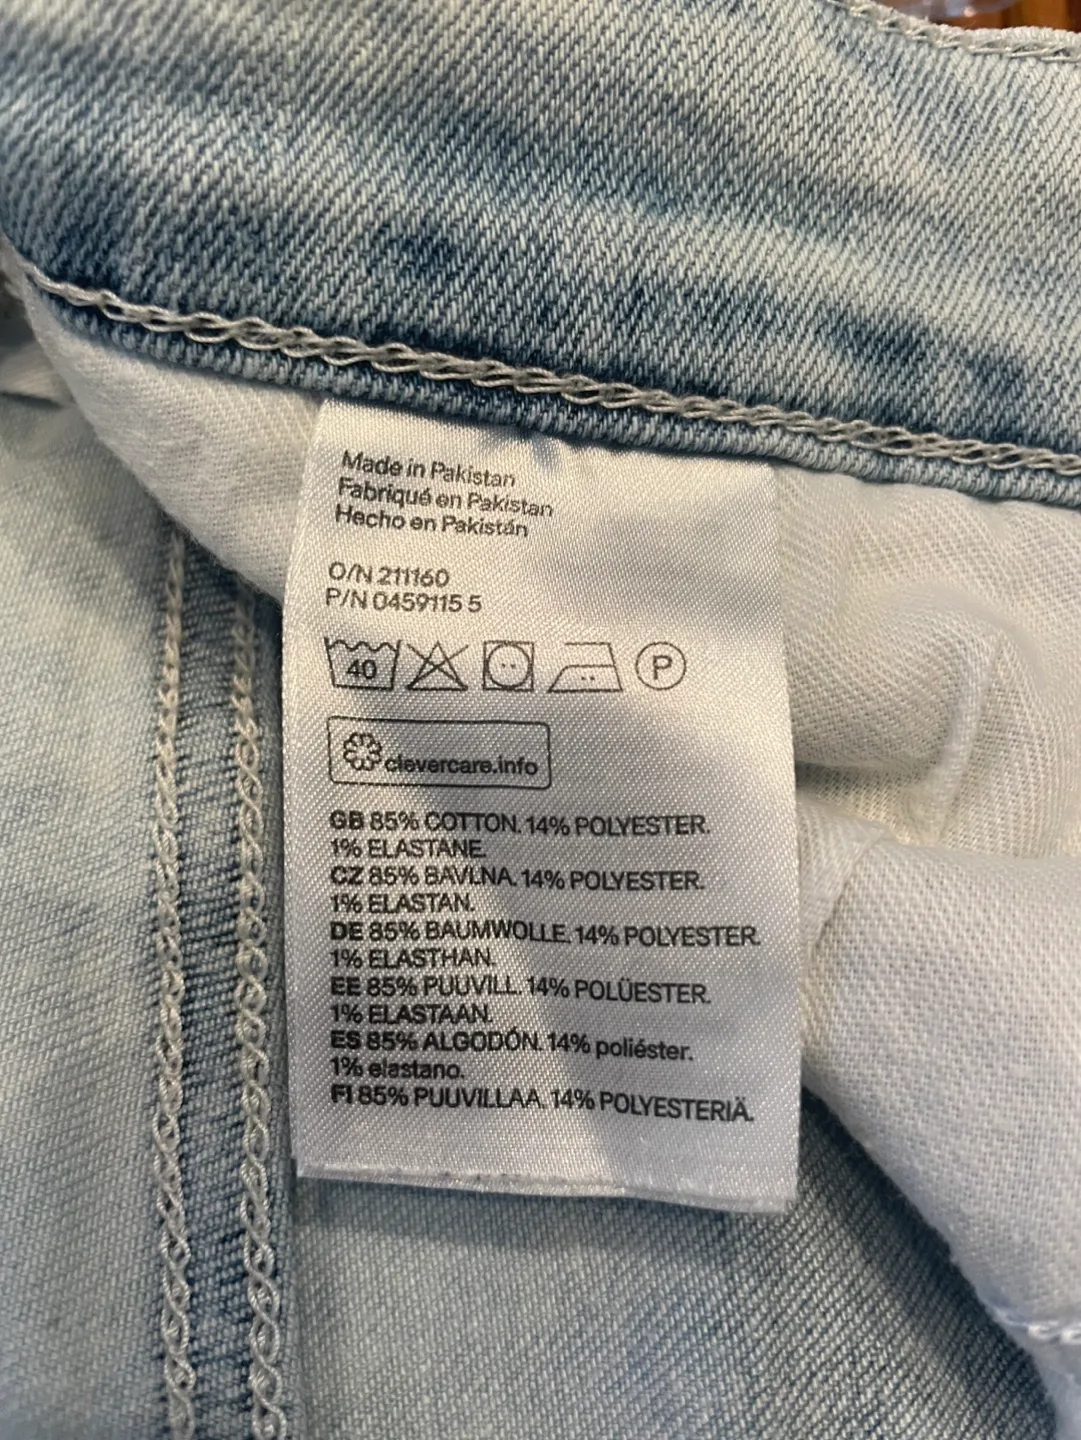 Made in Pakistan
Fabriqué en Pakistan
Hecho en Pakistán
O/N 211160
P/N 0459115 5
40 P
clevercare.info
GB 85% COTTON. 14% POLYESTER.
1% ELASTANE
CZ 85% BAVLNA. 14% POLYESTER.
1% ELASTAN.
DE 85% BAUMWOLLE. 14% POLYESTER.
1% ELASTHAN.
EE 85% PUUVILL. 14% POLÜESTER.
1% ELASTAAN.
ES 85% ALGODÓN. 14% poliéster.
1% elastano.
FI 85% PUUVILLAA. 14% POLYESTERIÄ.